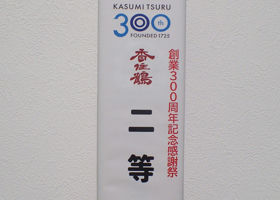 KASUMI TSURU
300th
FOUNDED 1725
創業300周年記念感謝祭
香住鶴
二等